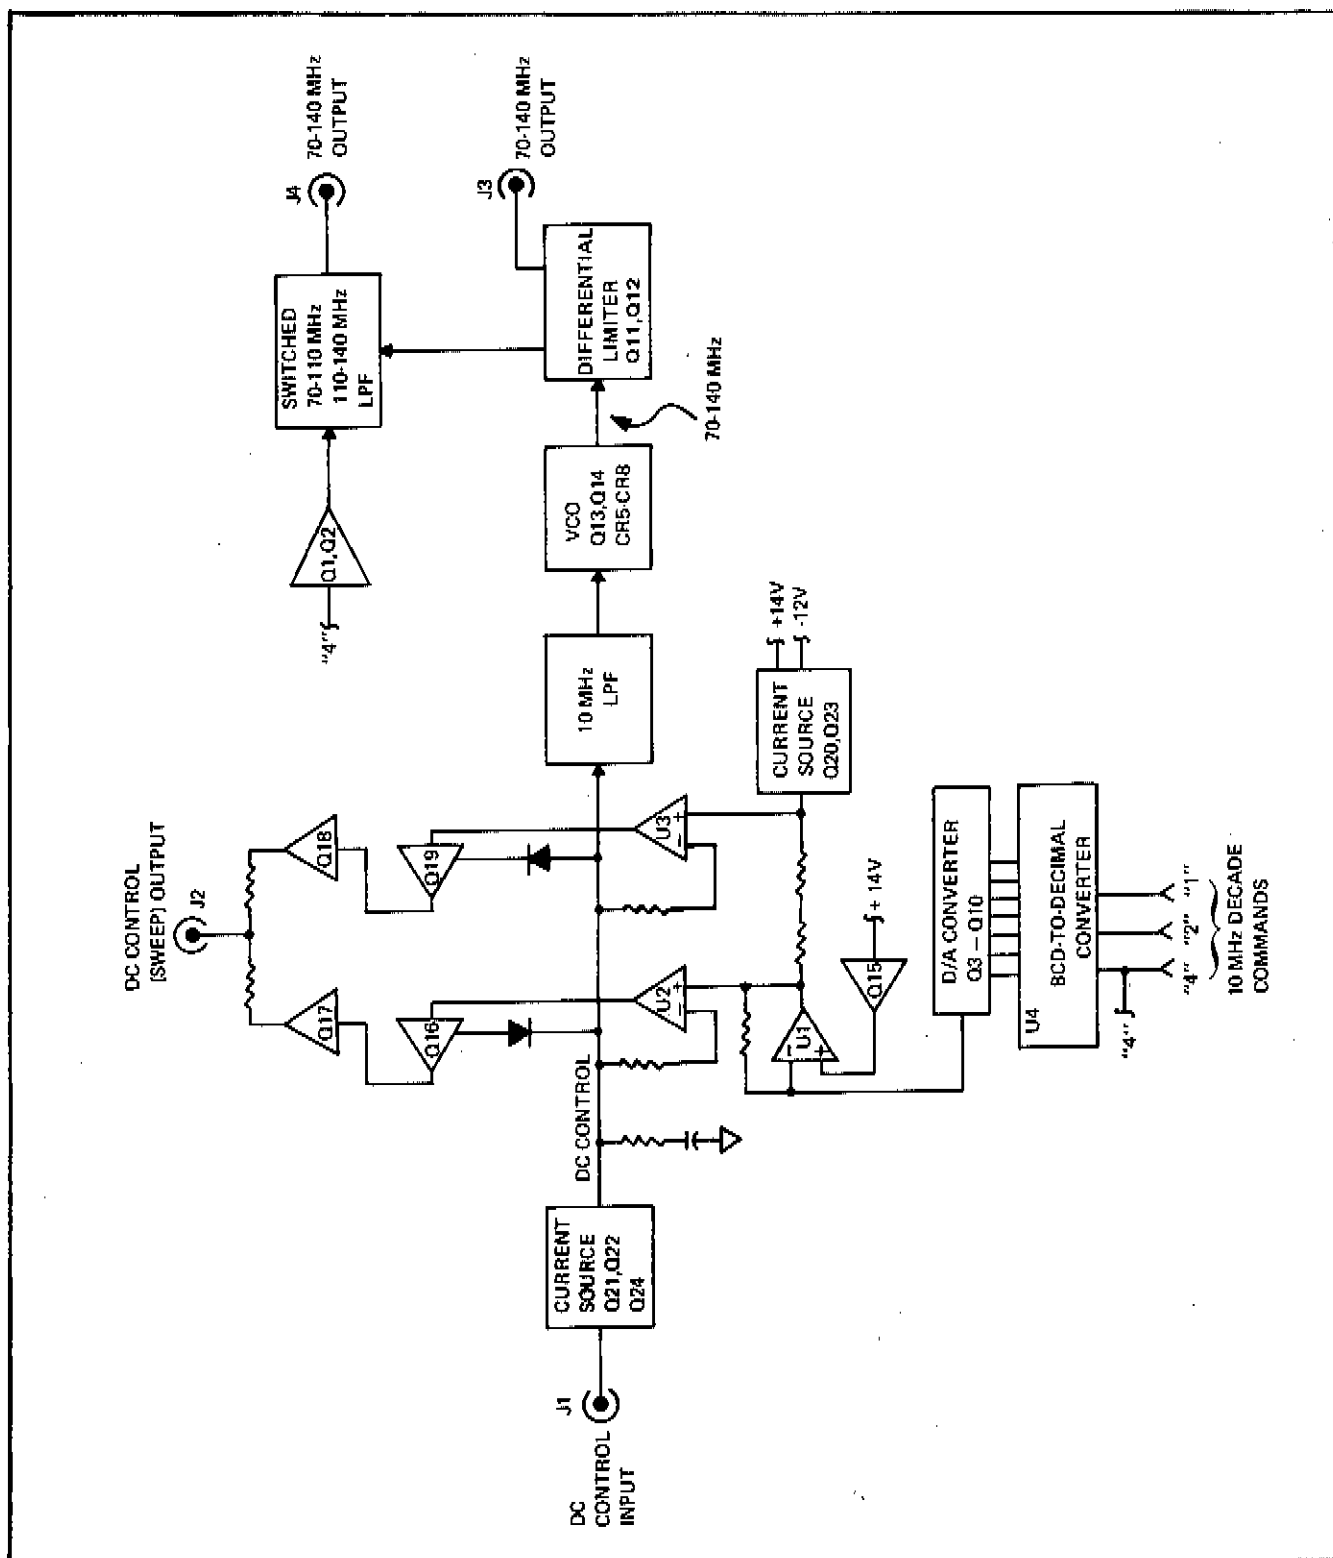 DC CONTROL
(SWEEP) OUTPUT
J2
Q17
Q18
Q16
Q19
"4"
Q1,Q2
SWITCHED
70-110 MHz
110-140 MHz
LPF
J4
70-140 MHz
OUTPUT
DC
CONTROL
INPUT
J1
CURRENT
SOURCE
Q21,Q22
Q24
DC CONTROL
10 MHz
LPF
VCO
Q13,Q14
CR5-CR8
70-140 MHz
DIFFERENTIAL
LIMITER
Q11,Q12
J3
70-140 MHz
OUTPUT
U2
- +
U3
- +
U1
- +
Q15
+ 14V
CURRENT
SOURCE
Q20,Q23
+14V
-12V
D/A CONVERTER
Q3 – Q10
U4
BCD-TO-DECIMAL
CONVERTER
"4"
"4" "2" "1"
10 MHz DECADE
COMMANDS